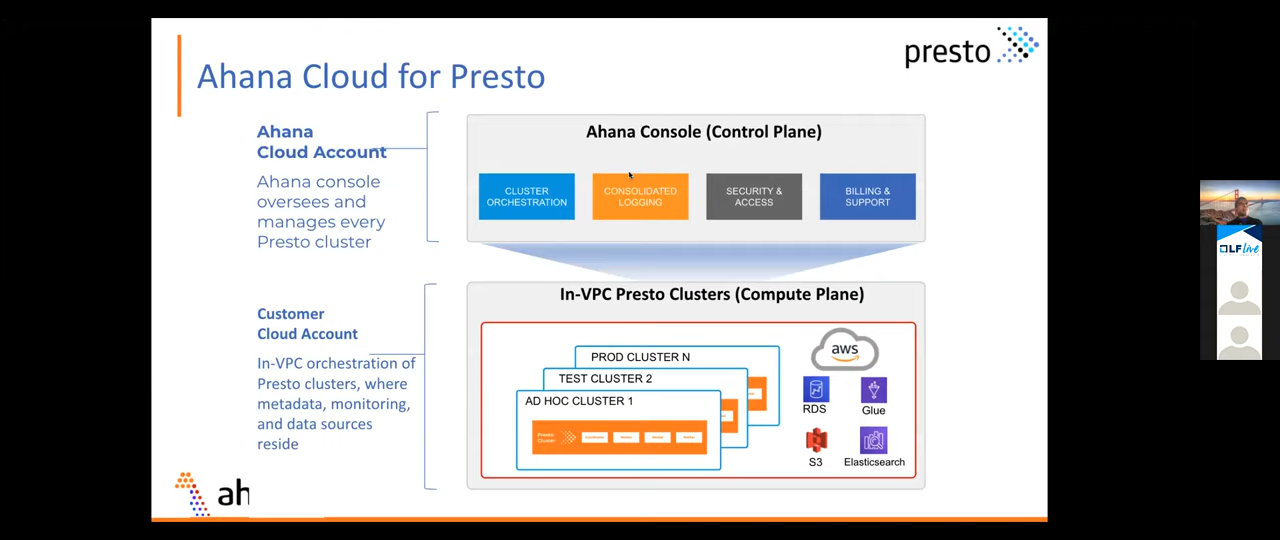 Ahana Cloud for Presto
presto
Ahana
Cloud Account
Ahana console
oversees and
manages every
Presto cluster
Ahana Console (Control Plane)
CLUSTER
ORCHESTRATION
CONSOLIDATED
LOGGING
SECURITY &
ACCESS
BILLING &
SUPPORT
Customer
Cloud Account
In-VPC orchestration of
Presto clusters, where
metadata, monitoring,
and data sources
reside
In-VPC Presto Clusters (Compute Plane)
PROD CLUSTER N
TEST CLUSTER 2
AD HOC CLUSTER 1
Presto
Cluster
aws
RDS
Glue
S3
Elasticsearch
ah
LF live